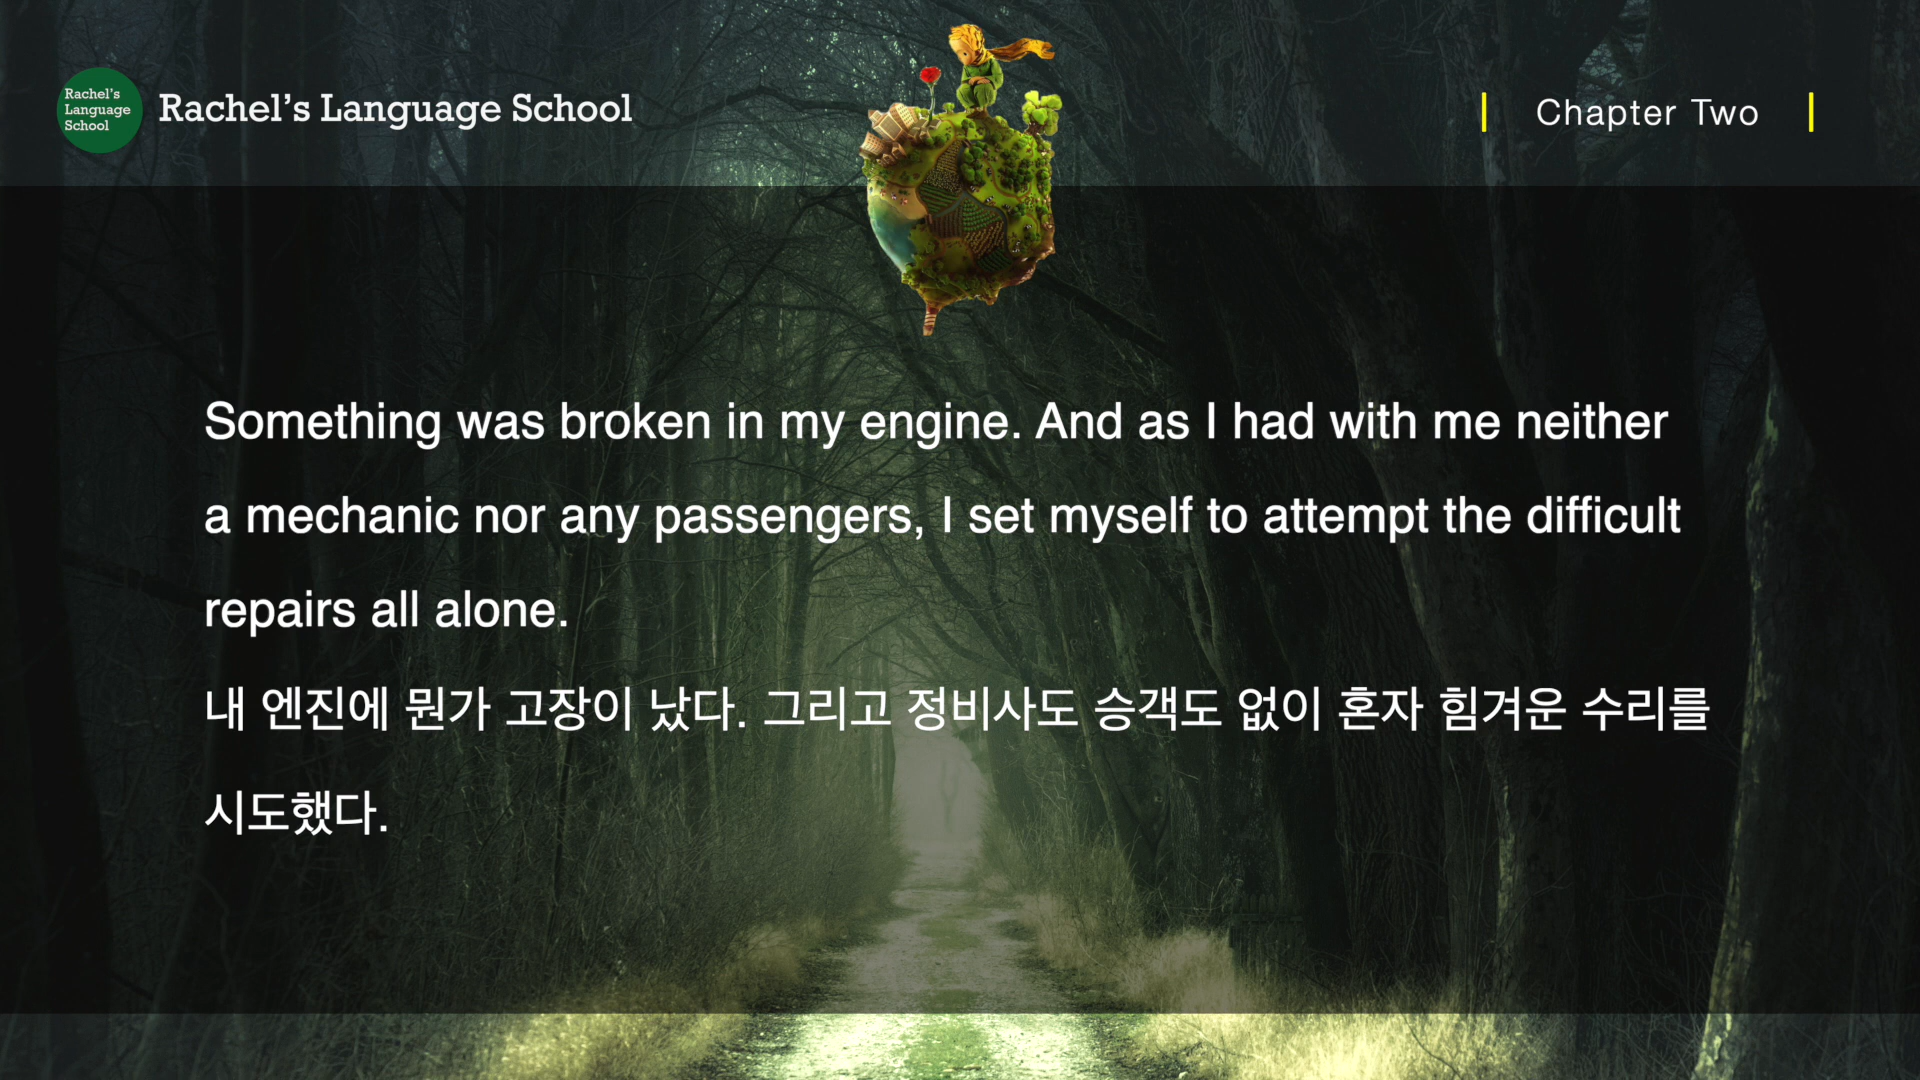 Rachel's
Language
School
Rachel's Language School
Chapter Two
Something was broken in my engine. And as I had with me neither
a mechanic nor any passengers, I set myself to attempt the difficult
repairs all alone.
내 엔진에 뭔가 고장이 났다. 그리고 정비사도 승객도 없이 혼자 힘겨운 수리를
시도했다.